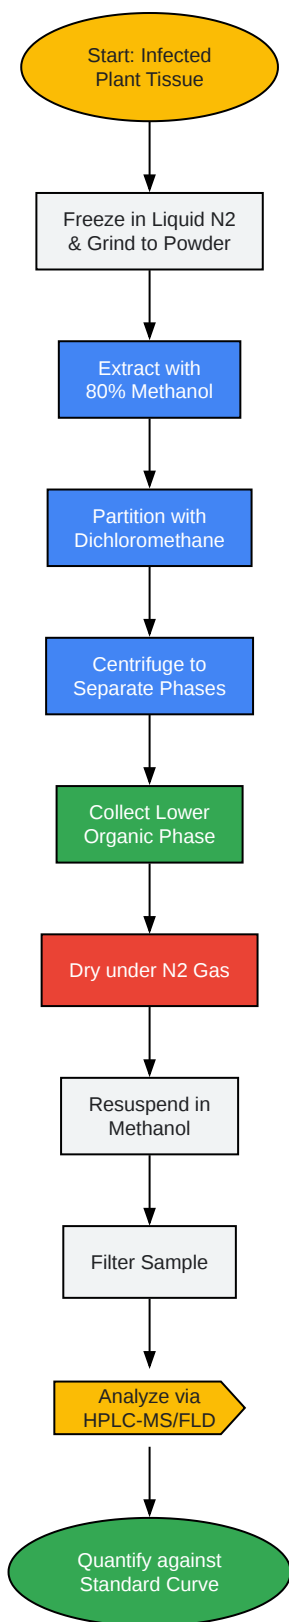 Start: Infected
Plant Tissue
Freeze in Liquid N2
& Grind to Powder
Extract with
80% Methanol
Partition with
Dichloromethane
Centrifuge to
Separate Phases
Collect Lower
Organic Phase
Dry under N2 Gas
Resuspend in
Methanol
Filter Sample
Analyze via
HPLC-MS/FLD
Quantify against
Standard Curve